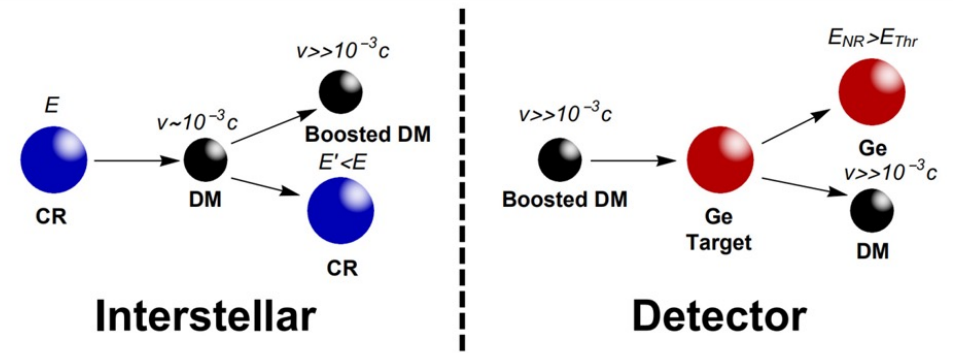 E
CR
v~10⁻³c
DM
v>>10⁻³c
Boosted DM
E'<E
CR
Interstellar
v>>10⁻³c
Boosted DM
Ge
Target
E_NR>E_Thr
Ge
v>>10⁻³c
DM
Detector